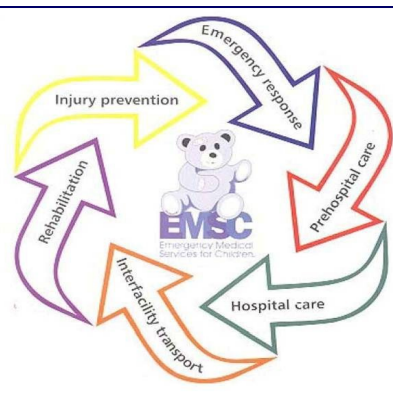 Emergency response
Injury prevention
Prehospital care
Rehabilitation
EMSC
Emergency Medical
Services for Children
Interfacility transport
Hospital care